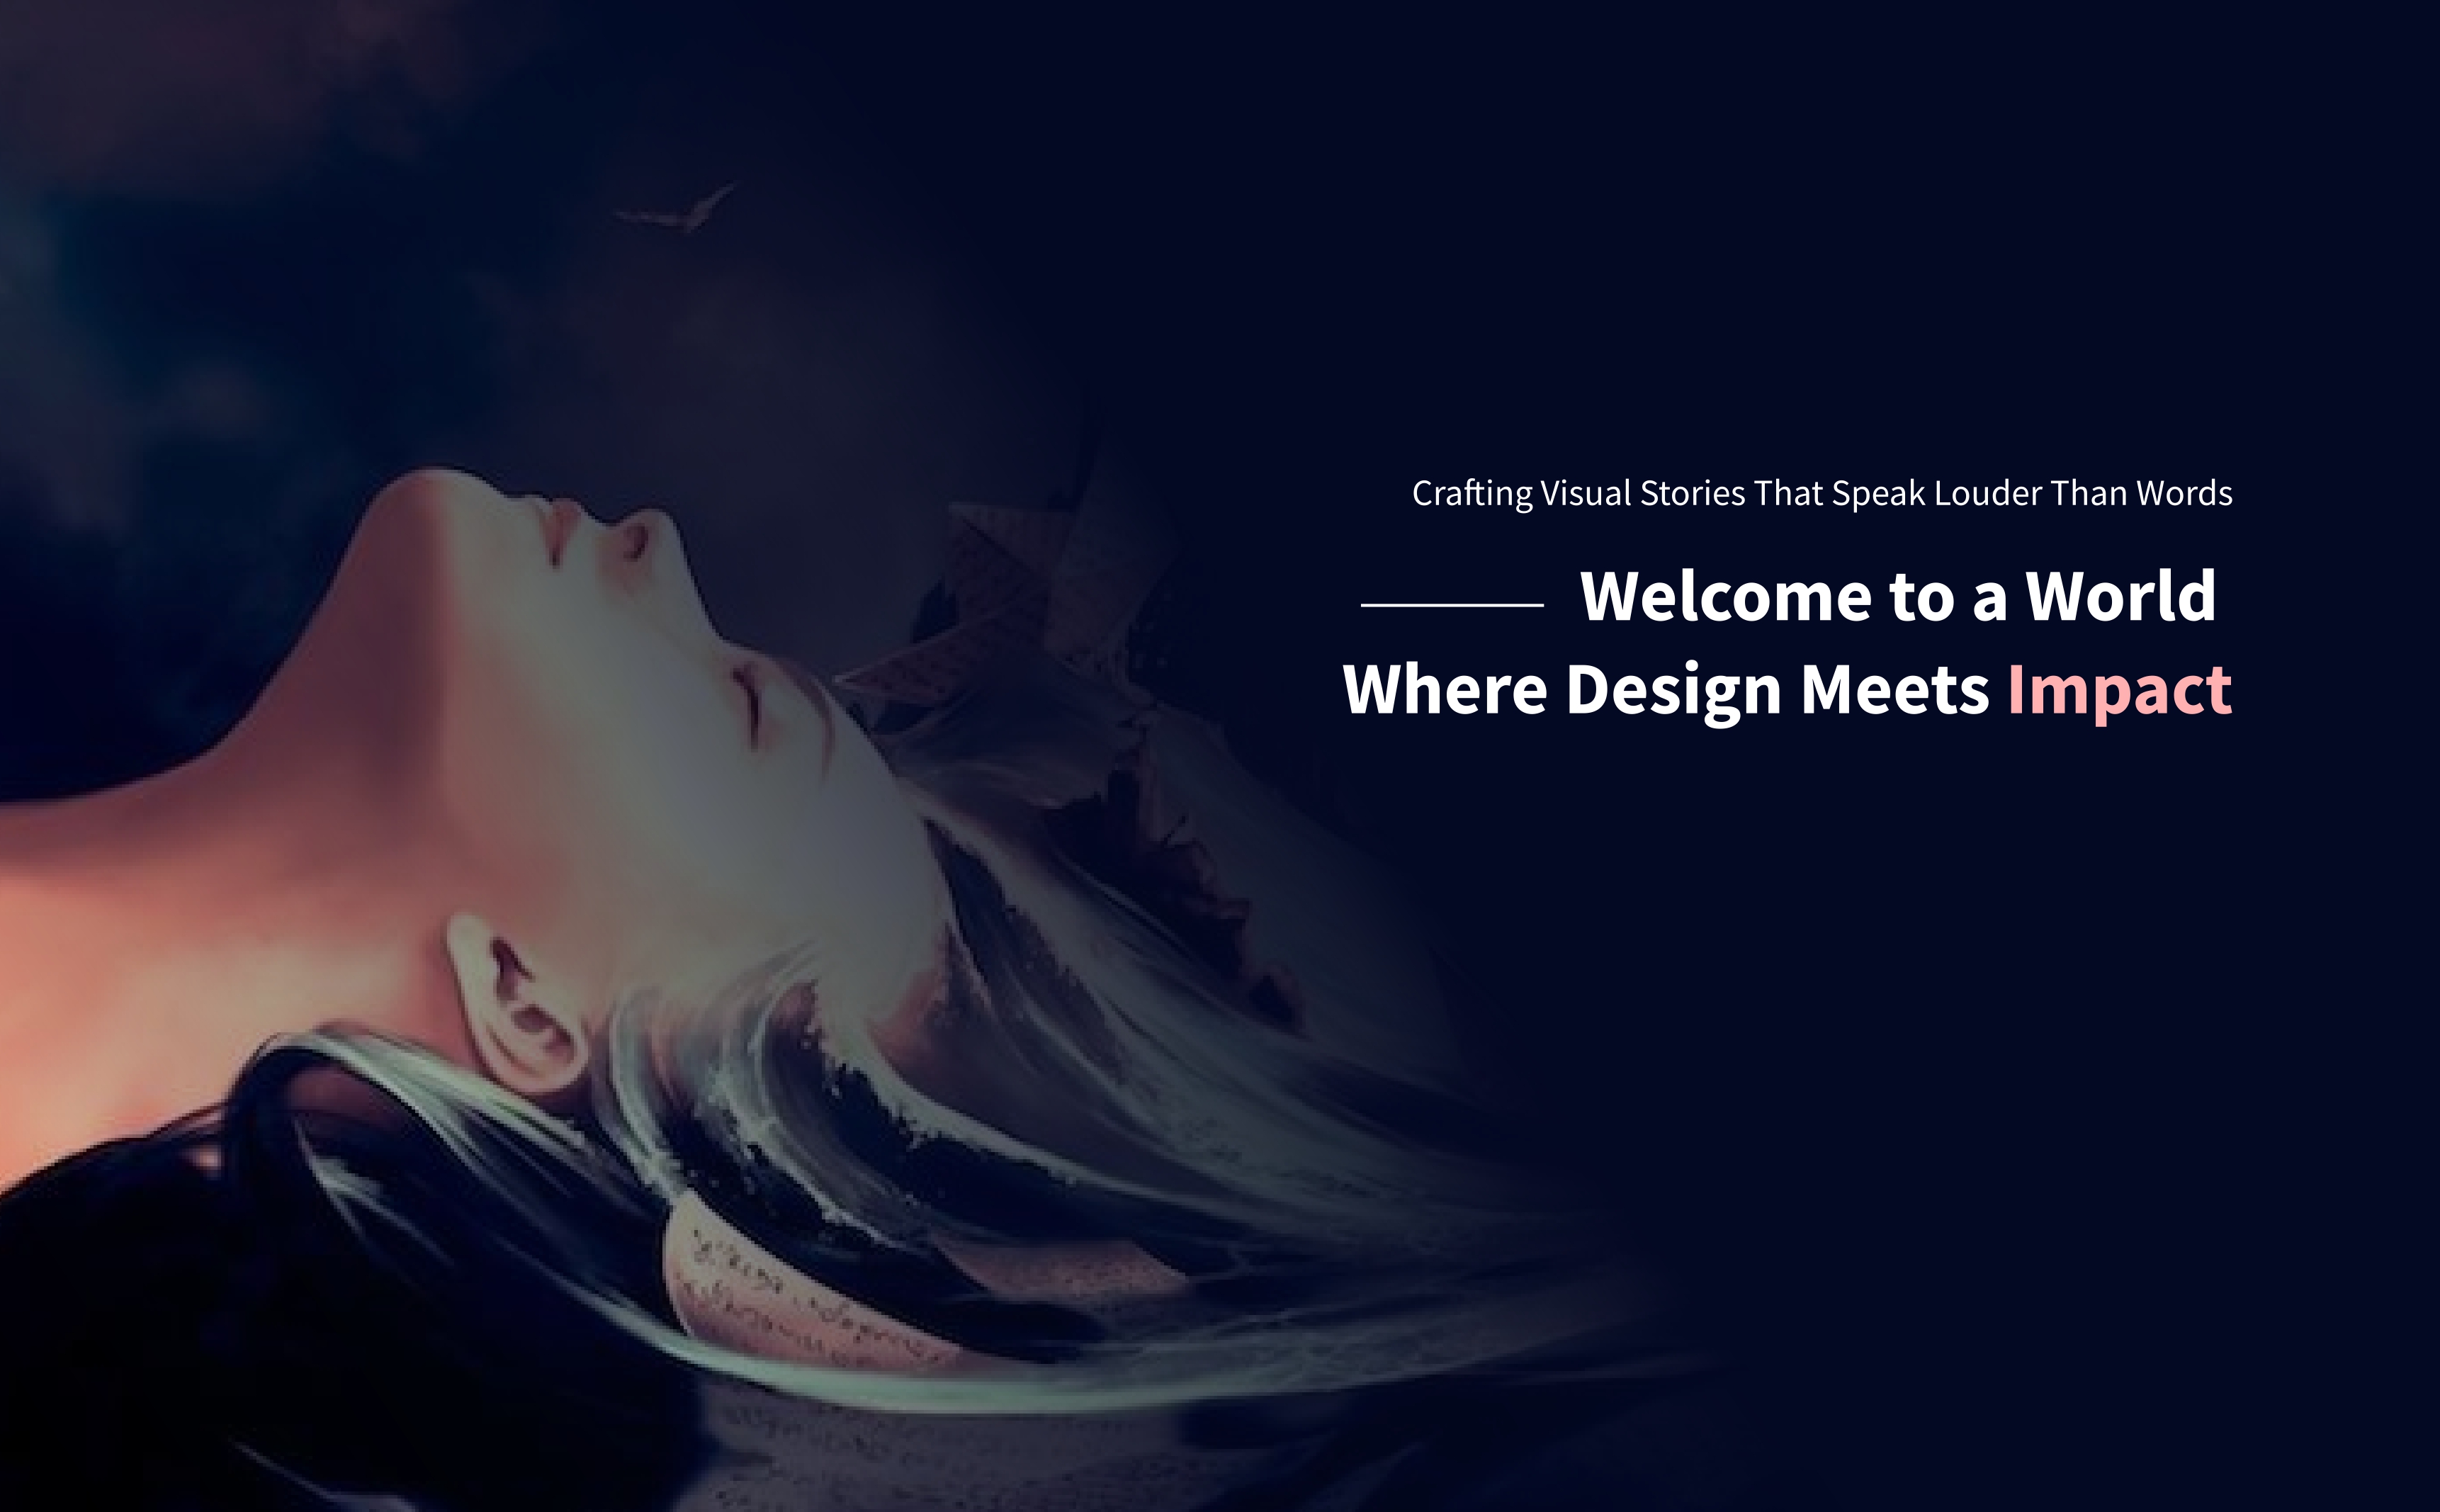 Crafting Visual Stories That Speak Louder Than Words
Welcome to a World
Where Design Meets Impact